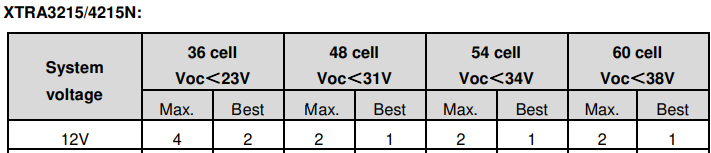 XTRA3215/4215N:
System voltage 36 cell Voc＜23V 48 cell Voc＜31V 54 cell Voc＜34V 60 cell Voc＜38V
Max. Best Max. Best Max. Best Max. Best
12V 4 2 2 1 2 1 2 1